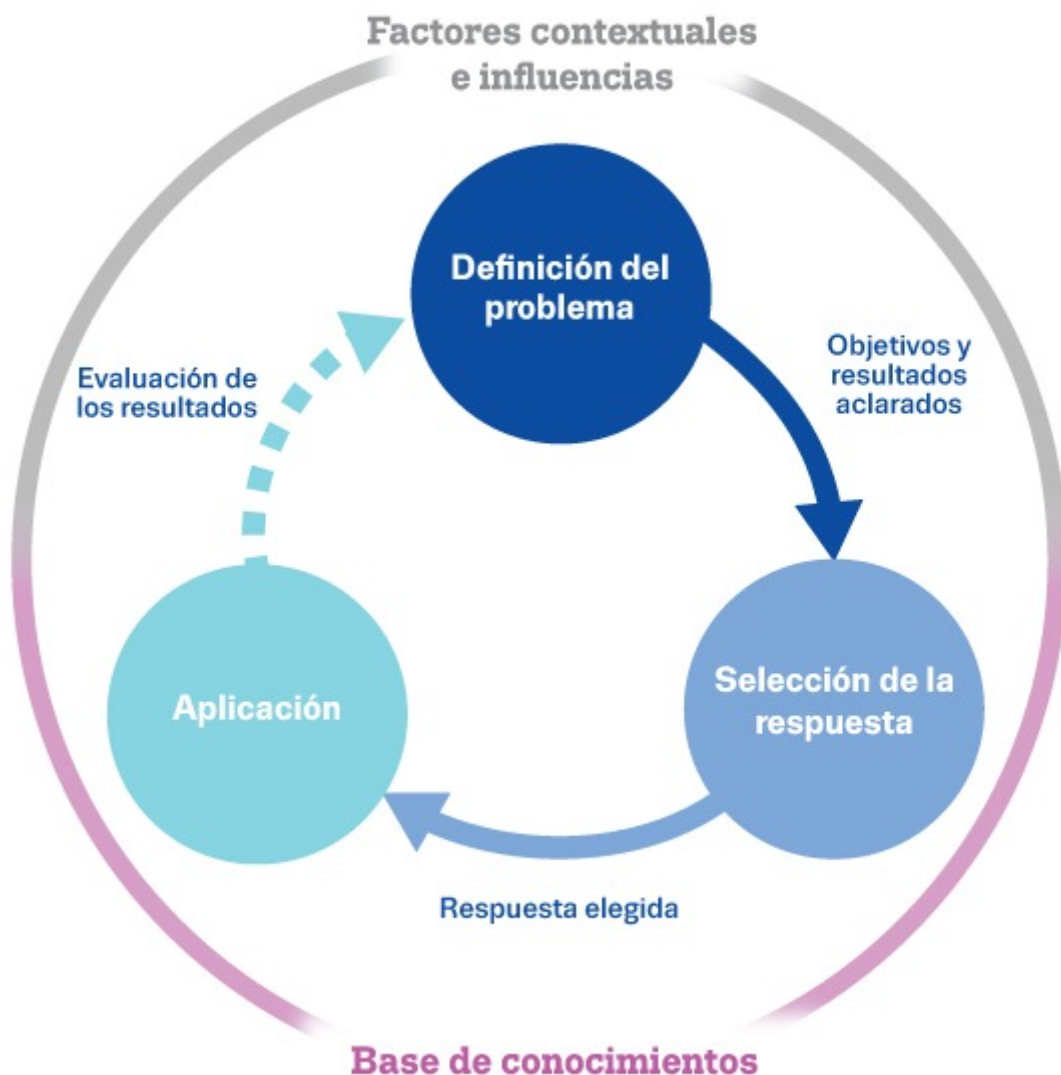 Factores contextuales
e influencias
Definición del
problema
Objetivos y
resultados
aclarados
Evaluación de
los resultados
Selección de la
respuesta
Aplicación
Respuesta elegida
Base de conocimientos